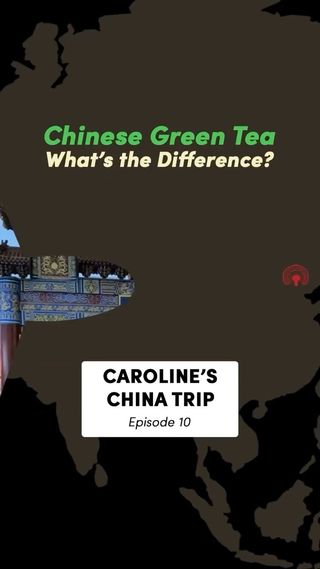 Chinese Green Tea
What's the Difference?
CAROLINE'S
CHINA TRIP
Episode 10